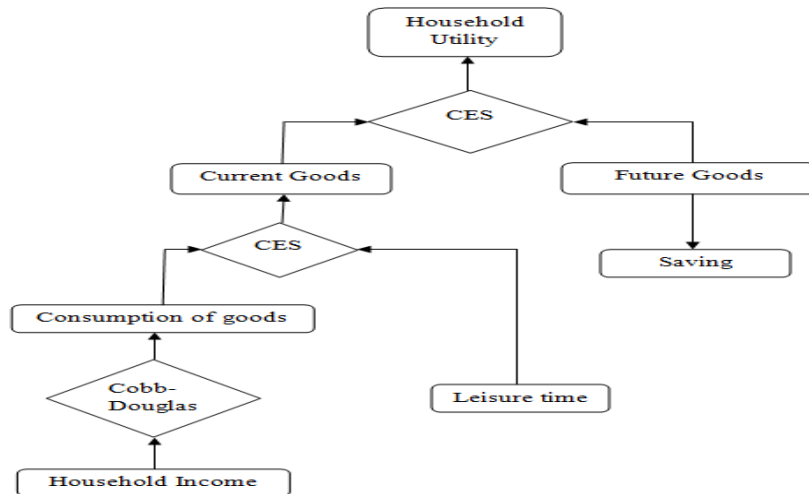 Household
Utility
CES
Current Goods
Future Goods
CES
Saving
Consumption of goods
Cobb-
Douglas
Leisure time
Household Income